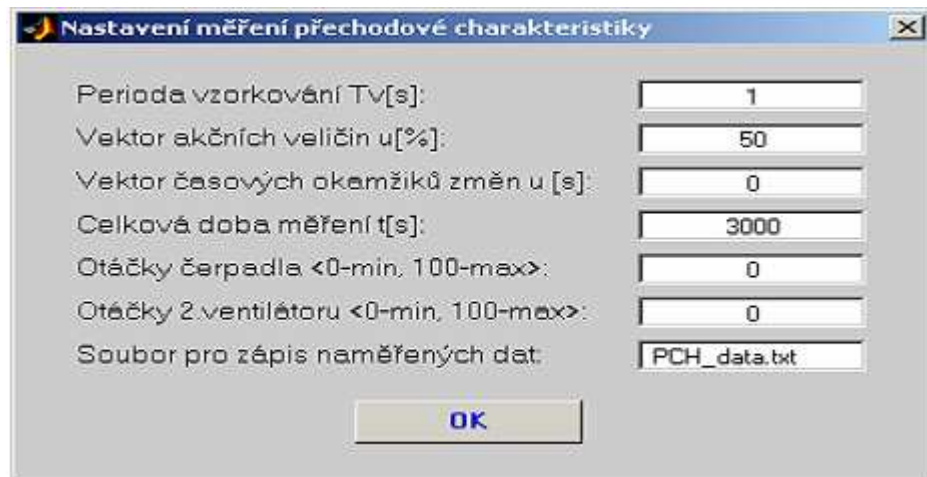 Nastavení měření přechodové charakteristiky
Perioda vzorkování Tv[s]: 1
Vektor akčních veličin u[%]: 50
Vektor časových okamžiků změn u [s]: 0
Celková doba měření t[s]: 3000
Otáčky čerpadla <0-min, 100-max>: 0
Otáčky 2.ventilátoru <0-min, 100-max>: 0
Soubor pro zápis naměřených dat: PCH_data.txt
OK